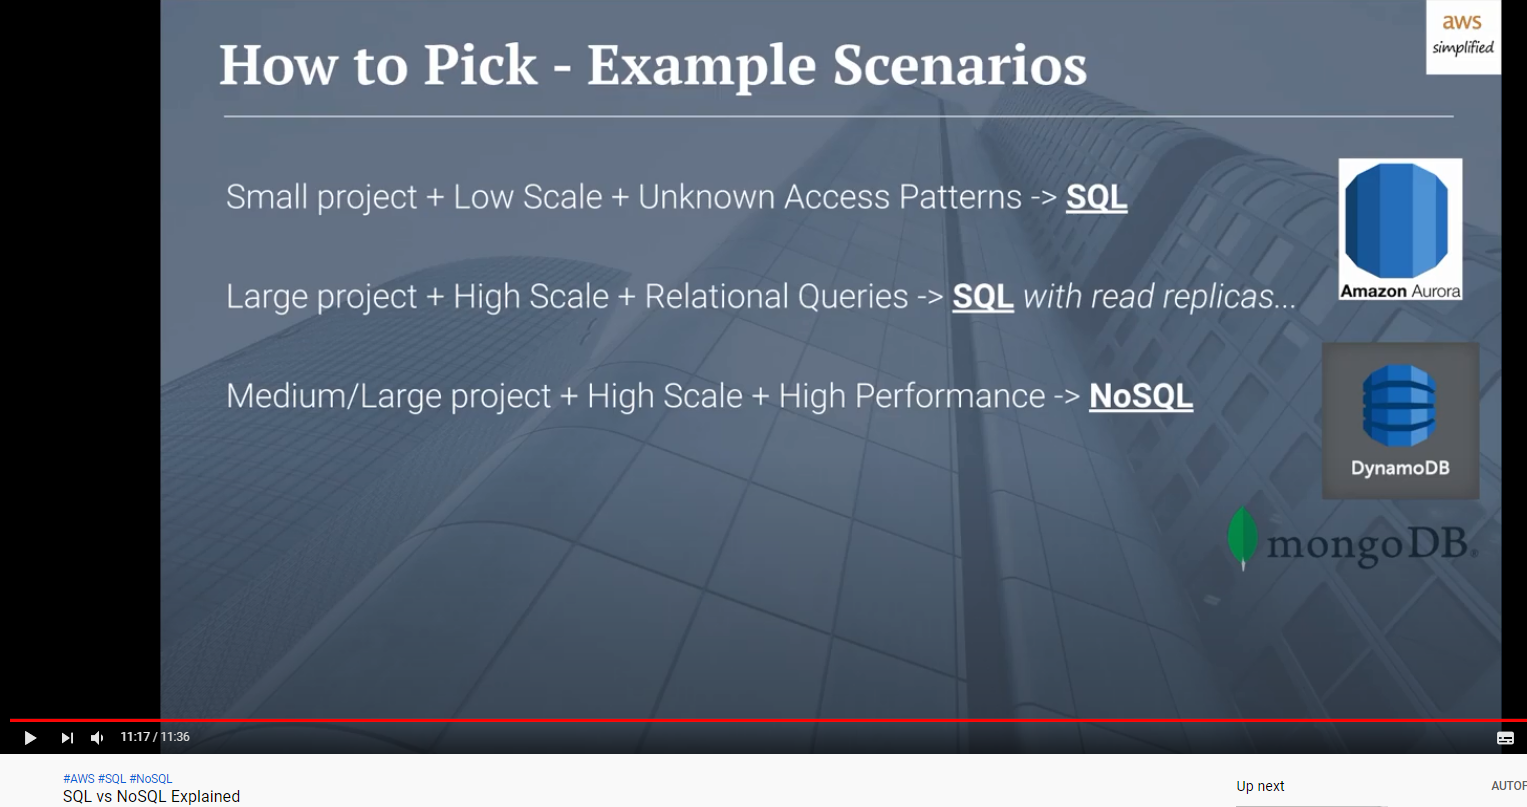 aws
simplified
How to Pick - Example Scenarios
Small project + Low Scale + Unknown Access Patterns -> SQL
Large project + High Scale + Relational Queries -> SQL with read replicas...
Amazon Aurora
Medium/Large project + High Scale + High Performance -> NoSQL
DynamoDB
mongoDB®
11:17 / 11:36
#AWS #SQL #NoSQL
SQL vs NoSQL Explained
Up next